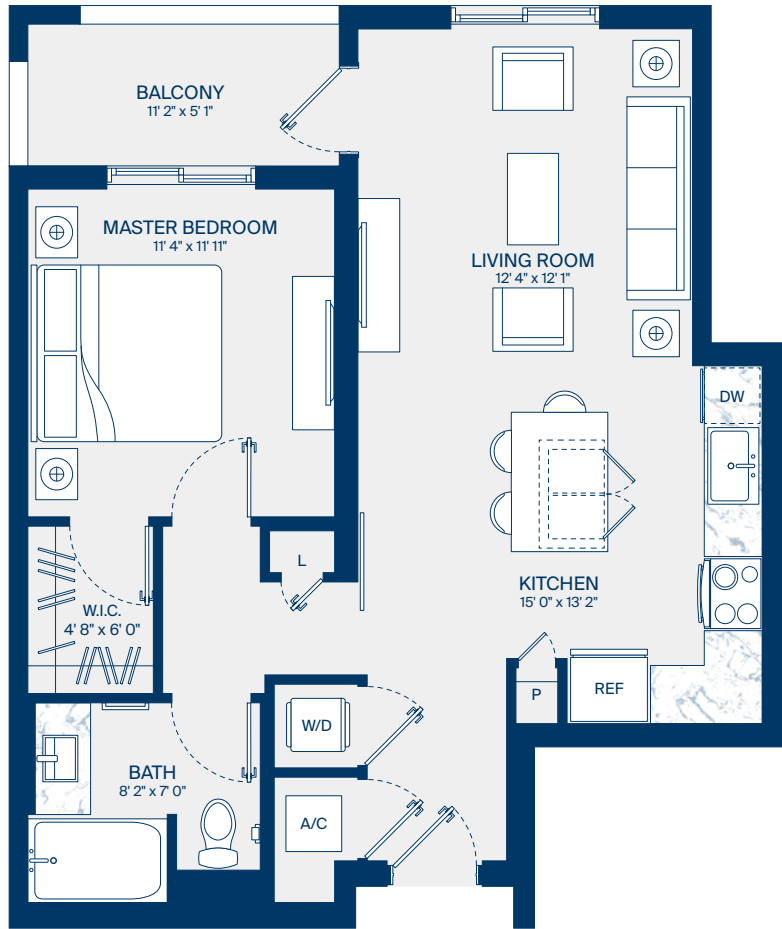 BALCONY
11' 2" x 5' 1"
MASTER BEDROOM
11' 4" x 11' 11"
LIVING ROOM
12' 4" x 12' 1"
DW
L
KITCHEN
15' 0" x 13' 2"
W.I.C.
4' 8" x 6' 0"
P
REF
W/D
BATH
8' 2" x 7' 0"
A/C